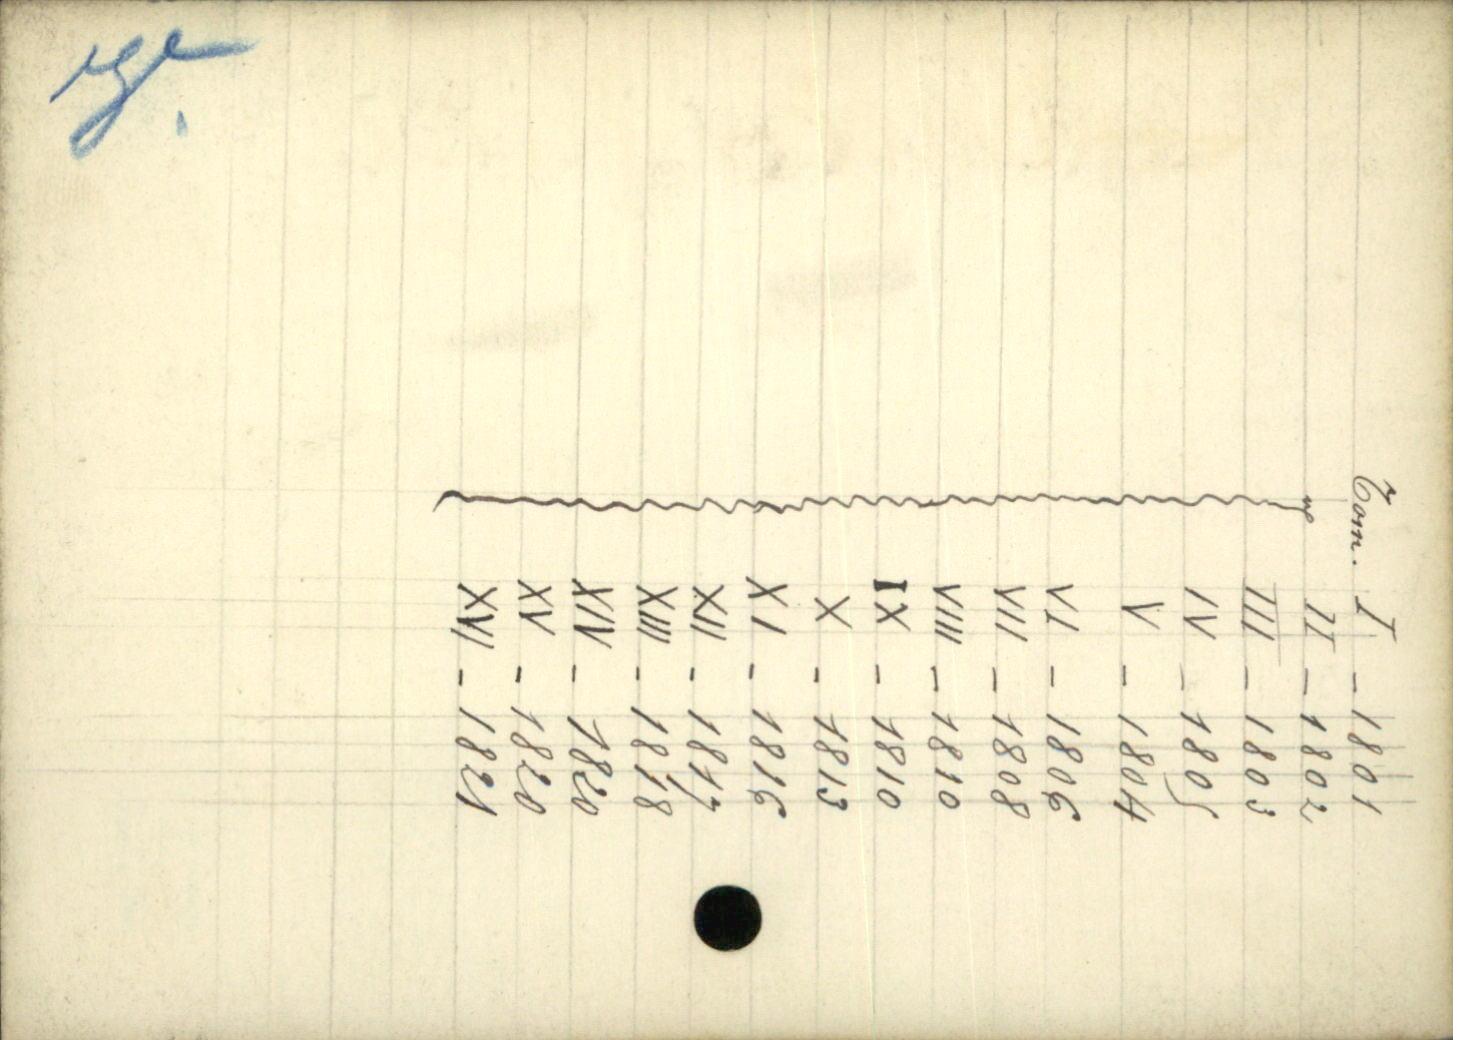 Tom. I – 1801
II – 1802
III – 1803
IV – 1805
V – 1804
VI – 1806
VII – 1808
VIII – 1810
IX – 1810
X – 1813
XI – 1816
XII – 1817
XIII – 1818
XIV – 1820
XV – 1820
XVI – 1821